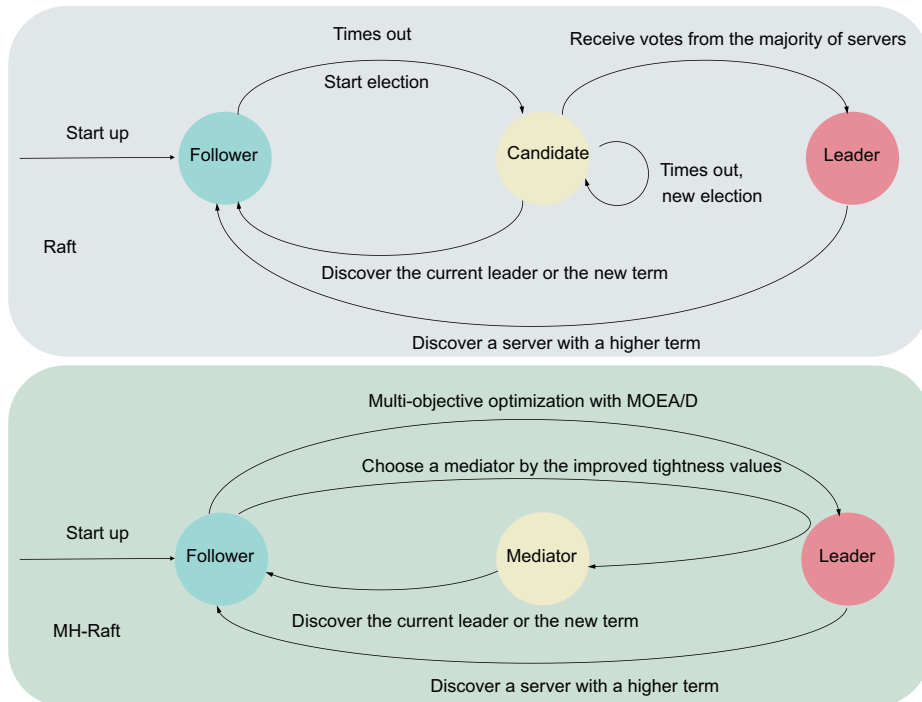 Times out
Receive votes from the majority of servers
Start election
Start up
Follower
Candidate
Leader
Times out,
new election
Raft
Discover the current leader or the new term
Discover a server with a higher term
Multi-objective optimization with MOEA/D
Choose a mediator by the improved tightness values
Start up
Follower
Mediator
Leader
Discover the current leader or the new term
MH-Raft
Discover a server with a higher term